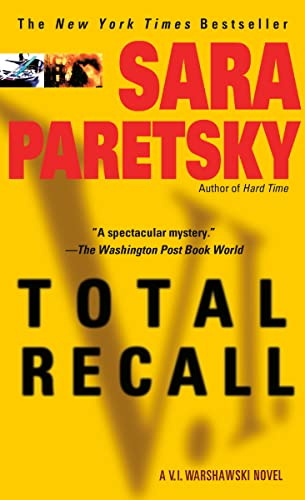 The New York Times Bestseller
SARA
PARETSKY
Author of Hard Time
"A spectacular mystery."
—The Washington Post Book World
V.I.
TOTAL
RECALL
A V.I. WARSHAWSKI NOVEL